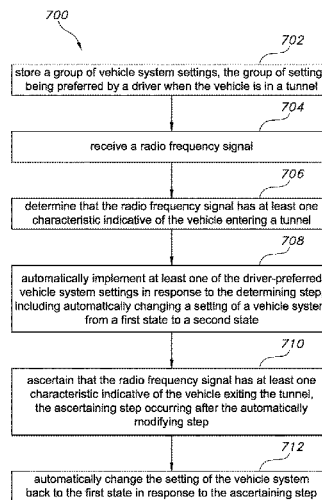 700
702
store a group of vehicle system settings, the group of setting
being preferred by a driver when the vehicle is in a tunnel
704
receive a radio frequency signal
706
determine that the radio frequency signal has at least one
characteristic indicative of the vehicle entering a tunnel
708
automatically implement at least one of the driver-preferred
vehicle system settings in response to the determining step
including automatically changing a setting of a vehicle system
from a first state to a second state
710
ascertain that the radio frequency signal has at least one
characteristic indicative of the vehicle exiting the tunnel,
the ascertaining step occurring after the automatically
modifying step
712
automatically change the setting of the vehicle system
back to the first state in response to the ascertaining step